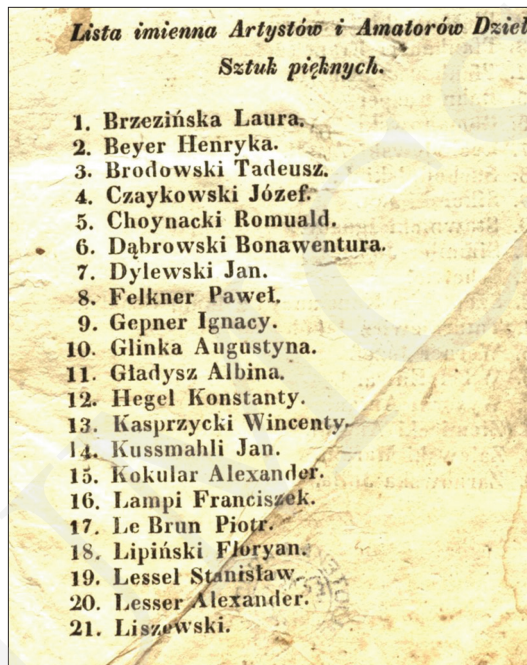 Lista imienna Artystów i Amatorów Dzieł
Sztuk pięknych.
1. Brzezińska Laura.
2. Beyer Henryka.
3. Brodowski Tadeusz.
4. Czaykowski Józef.
5. Choynacki Romuald.
6. Dąbrowski Bonawentura.
7. Dylewski Jan.
8. Felkner Paweł.
9. Gepner Ignacy.
10. Glinka Augustyna.
11. Gładysz Albina.
12. Hegel Konstanty.
13. Kasprzycki Wincenty.
14. Kussmahli Jan.
15. Kokular Alexander.
16. Lampi Franciszek.
17. Le Brun Piotr.
18. Lipiński Floryan.
19. Lessel Stanisław.
20. Lesser Alexander.
21. Liszewski.